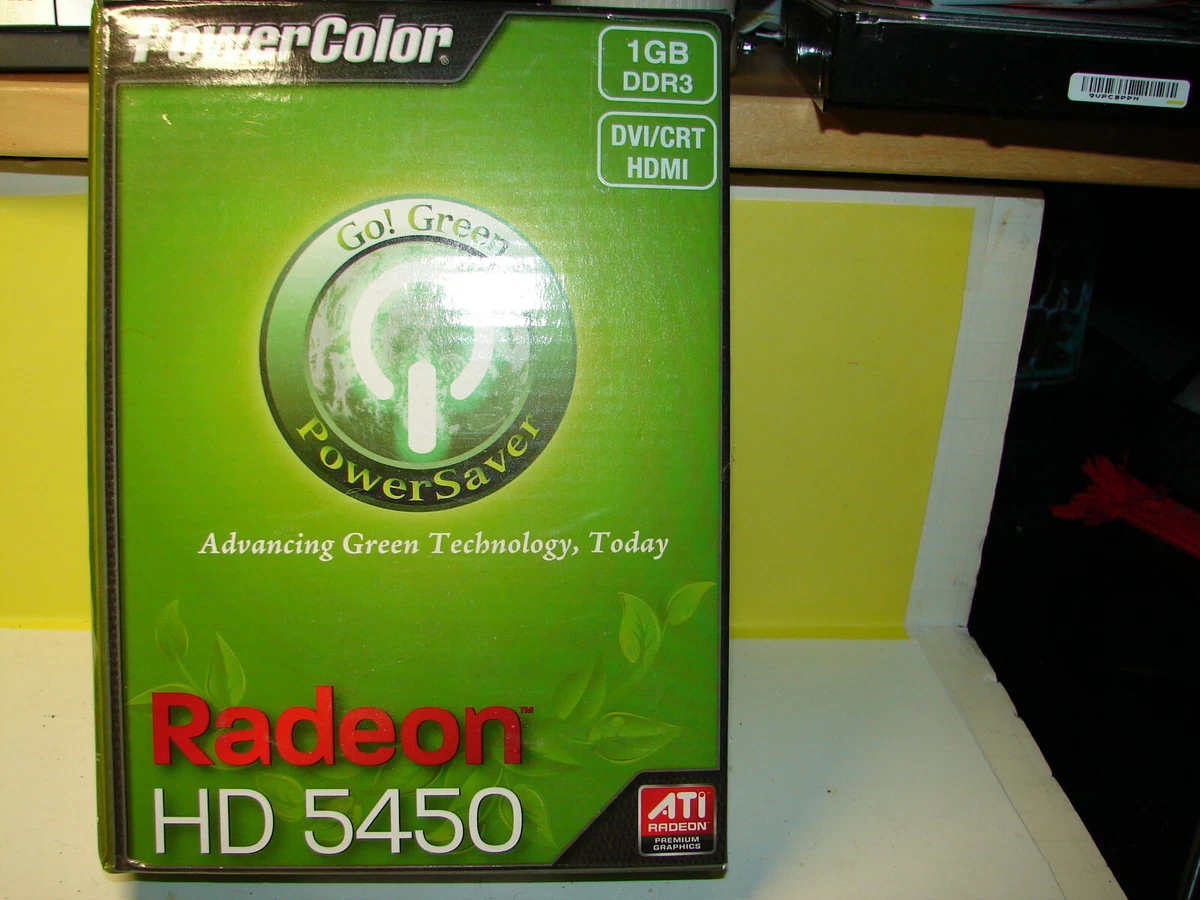 PowerColor
1GB
DDR3
DVI/CRT
HDMI
Go! Green
PowerSaver
Advancing Green Technology, Today
Radeon™
HD 5450
ATI
RADEON
PREMIUM
GRAPHICS